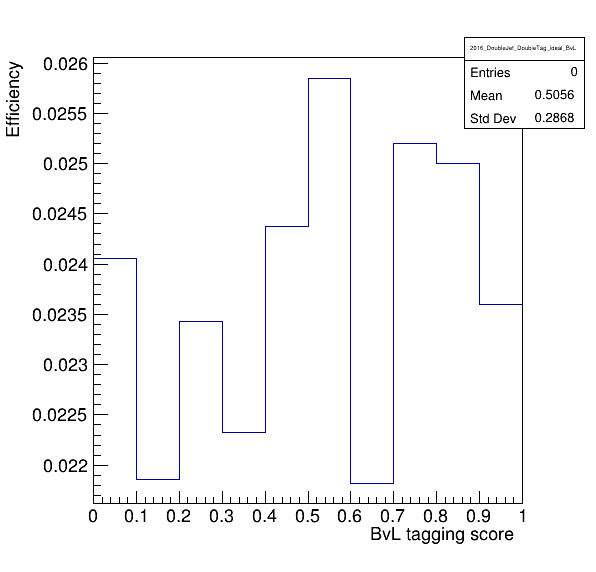 2016_DoubleJet_DoubleTag_ideal_BvL
Entries 0
Mean 0.5056
Std Dev 0.2868
Efficiency
0.026
0.0255
0.025
0.0245
0.024
0.0235
0.023
0.0225
0.022
0 0.1 0.2 0.3 0.4 0.5 0.6 0.7 0.8 0.9 1
BvL tagging score